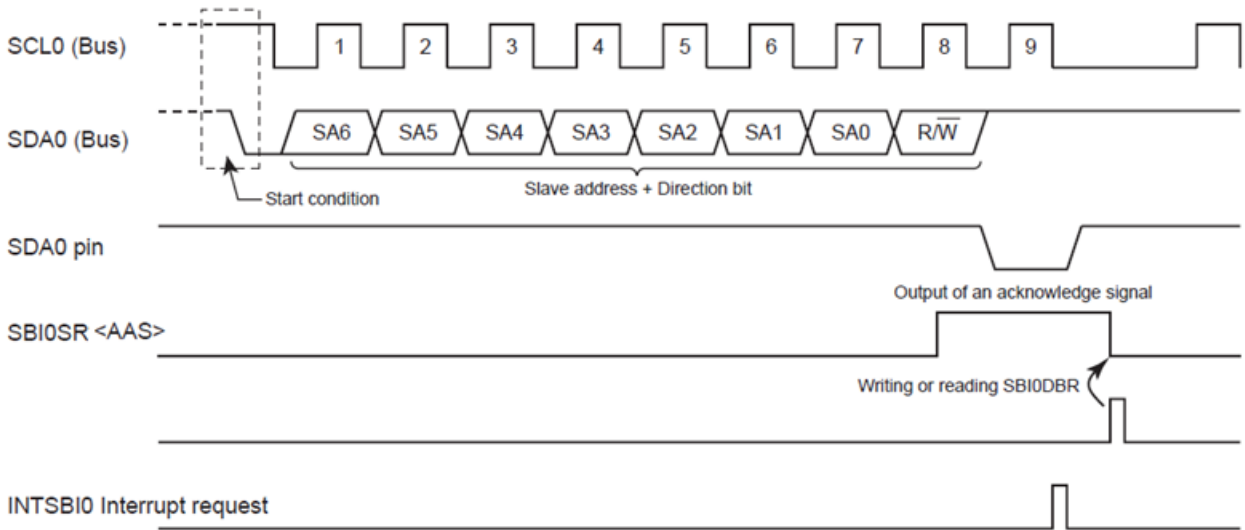 SCL0 (Bus)
1 2 3 4 5 6 7 8 9
SDA0 (Bus)
SA6 SA5 SA4 SA3 SA2 SA1 SA0 R/W̅
Start condition
Slave address + Direction bit
SDA0 pin
Output of an acknowledge signal
SBI0SR <AAS>
Writing or reading SBI0DBR
INTSBI0 Interrupt request